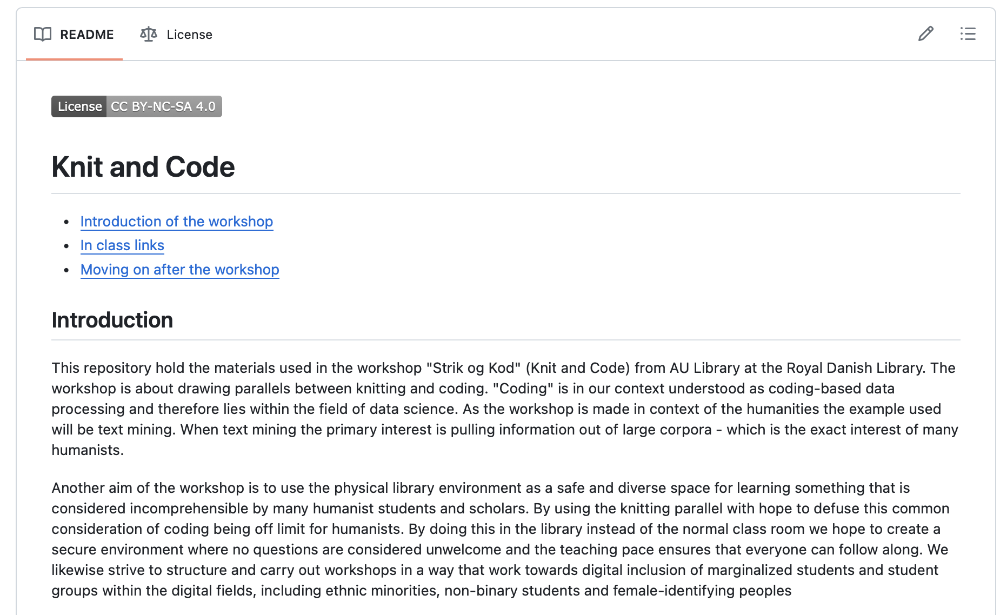 README License
License CC BY-NC-SA 4.0
Knit and Code
Introduction of the workshop
In class links
Moving on after the workshop
Introduction
This repository hold the materials used in the workshop "Strik og Kod" (Knit and Code) from AU Library at the Royal Danish Library. The
workshop is about drawing parallels between knitting and coding. "Coding" is in our context understood as coding-based data
processing and therefore lies within the field of data science. As the workshop is made in context of the humanities the example used
will be text mining. When text mining the primary interest is pulling information out of large corpora - which is the exact interest of many
humanists.
Another aim of the workshop is to use the physical library environment as a safe and diverse space for learning something that is
considered incomprehensible by many humanist students and scholars. By using the knitting parallel with hope to defuse this common
consideration of coding being off limit for humanists. By doing this in the library instead of the normal class room we hope to create a
secure environment where no questions are considered unwelcome and the teaching pace ensures that everyone can follow along. We
likewise strive to structure and carry out workshops in a way that work towards digital inclusion of marginalized students and student
groups within the digital fields, including ethnic minorities, non-binary students and female-identifying peoples